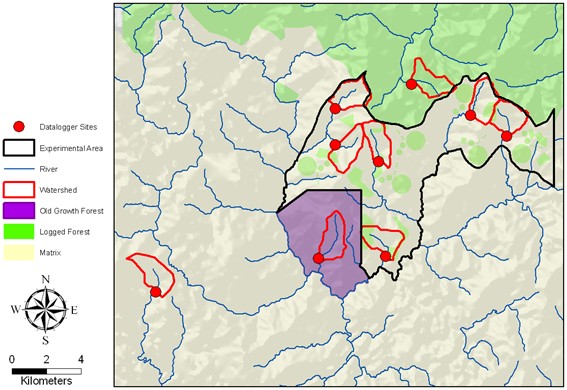 Datalogger Sites
Experimental Area
River
Watershed
Old Growth Forest
Logged Forest
Matrix
N
W E
S
0 2 4
Kilometers